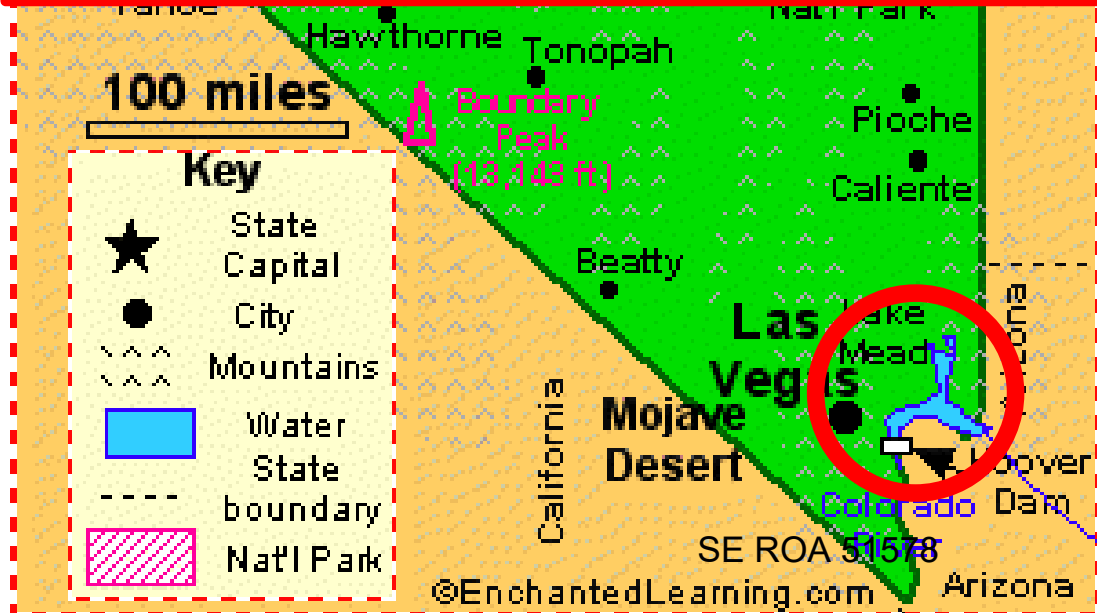 Tahoe
Nat'l Park
Hawthorne
Tonopah
100 miles
Boundary
Peak
(13,143 ft)
Pioche
Caliente
Key
State
Capital
City
Mountains
Water
State
boundary
Nat'l Park
Beatty
Las
Vegas
Lake
Mead
Arizona
California
Mojave
Desert
Hoover
Dam
Colorado
River
SE ROA 51578
Arizona
©EnchantedLearning.com